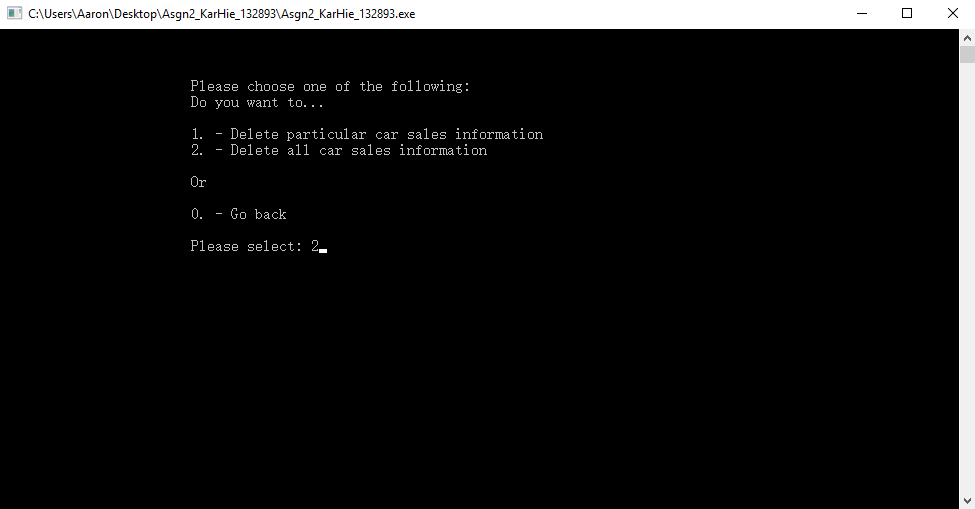 C:\Users\Aaron\Desktop\Asgn2_KarHie_132893\Asgn2_KarHie_132893.exe
Please choose one of the following:
Do you want to...
1. - Delete particular car sales information
2. - Delete all car sales information
Or
0. - Go back
Please select: 2